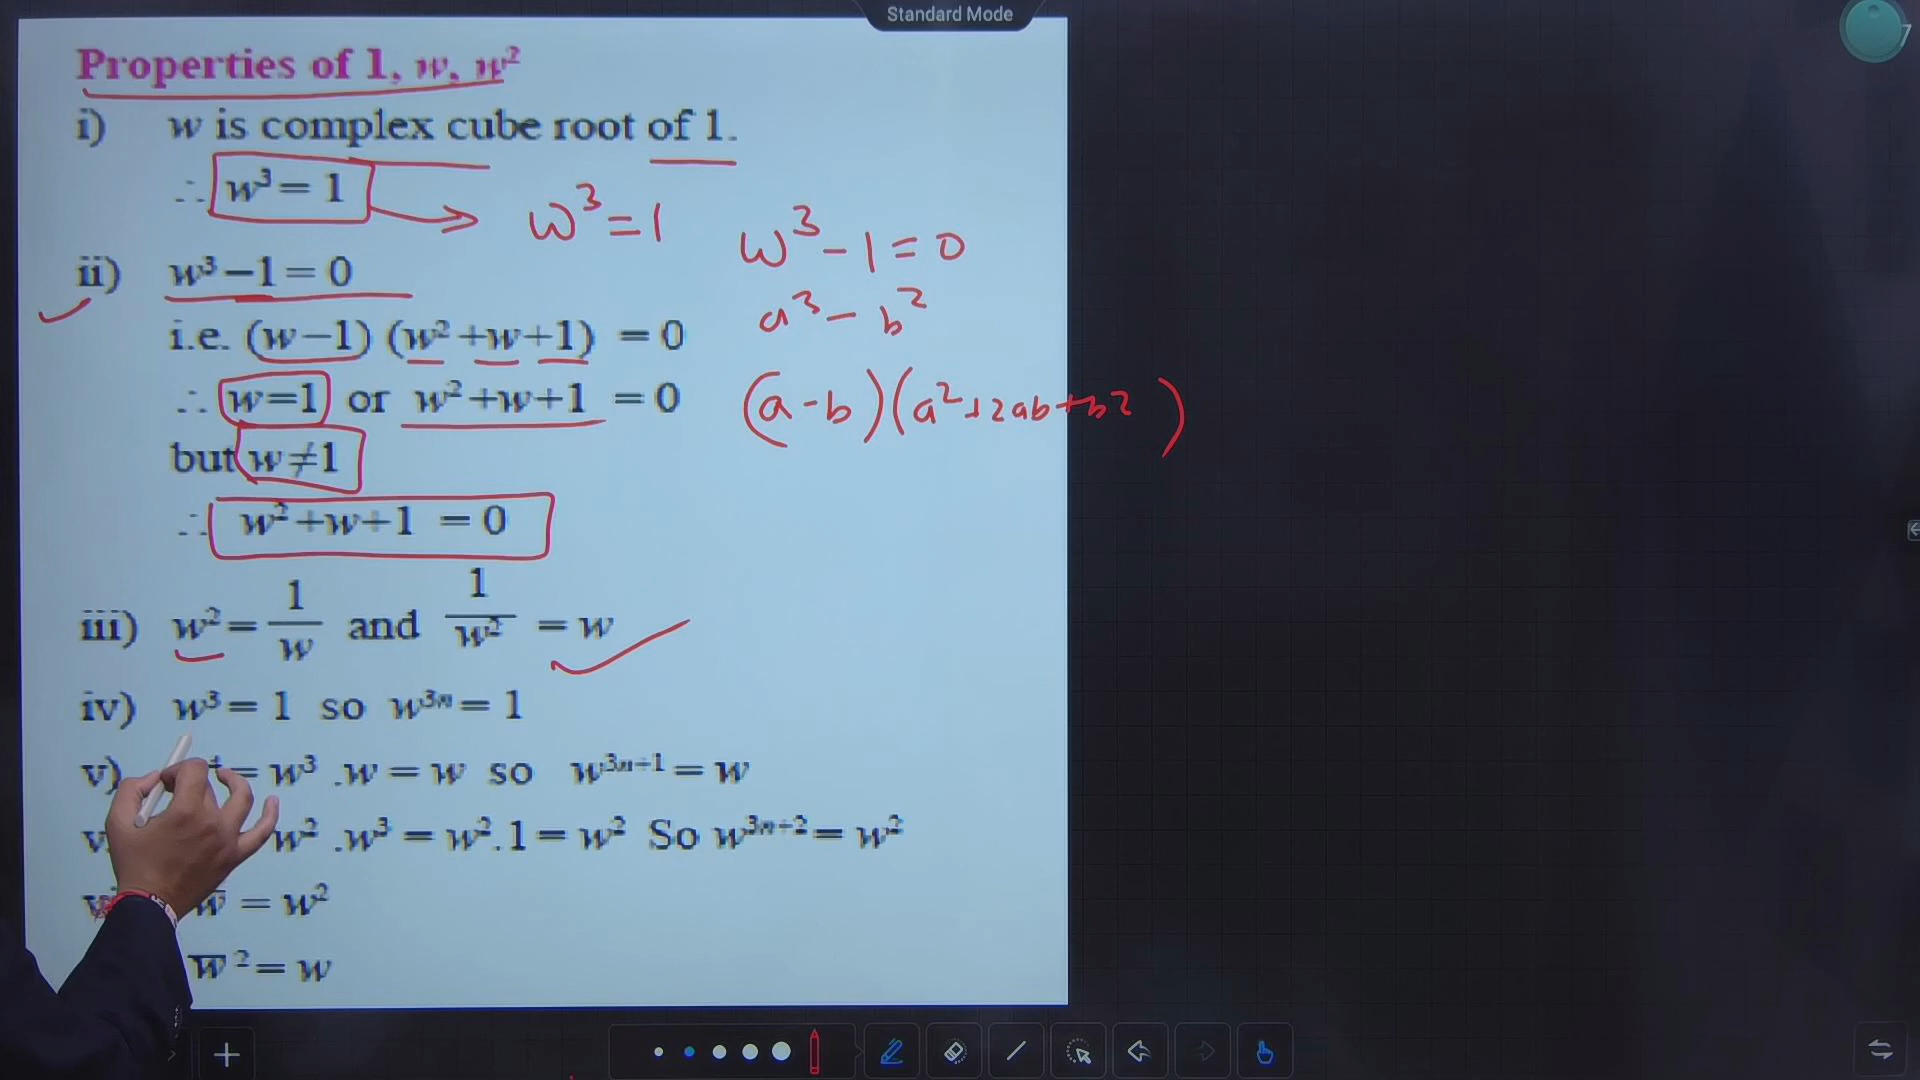 Standard Mode
Properties of 1, w, w²
i) w is complex cube root of 1.
∴ w³ = 1
w³ = 1
w³ - 1 = 0
ii) w³ – 1 = 0
a³ - b²
i.e. (w–1) (w²+w+1) = 0
∴ w=1 or w²+w+1 = 0
(a-b)(a²+2ab+b2)
but w≠1
∴ w²+w+1 = 0
iii) w² = 1/w and 1/w² = w
iv) w³ = 1 so w³ⁿ = 1
v) = w³ .w = w so w³ⁿ⁺¹ = w
w² .w³ = w².1 = w² So w³ⁿ⁺² = w²
w̅ = w²
w̅ ² = w